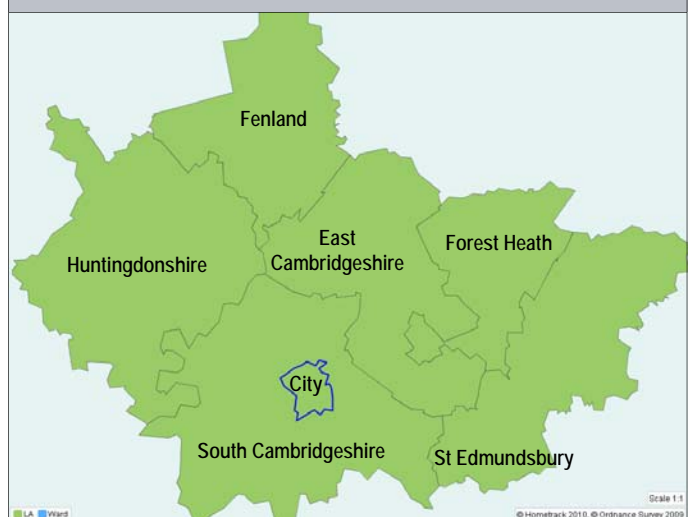 Fenland
East
Cambridgeshire
Forest Heath
Huntingdonshire
City
South Cambridgeshire
St Edmundsbury
Scale 1:1
LA Ward
© Hometrack 2010, © Ordnance Survey 2009